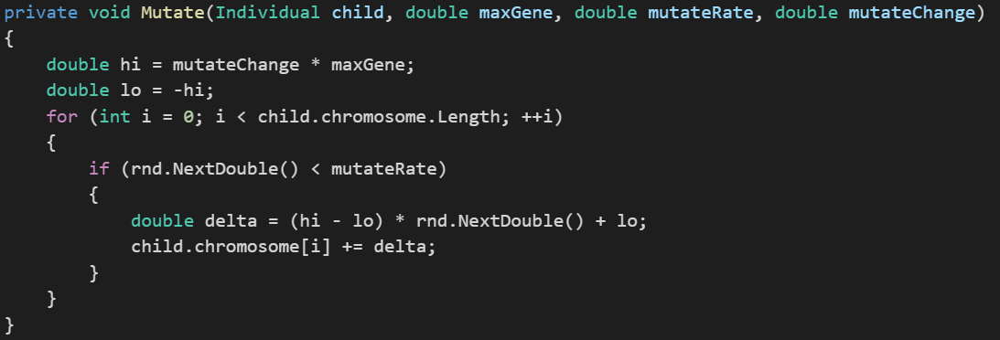 private void Mutate(Individual child, double maxGene, double mutateRate, double mutateChange)
{
    double hi = mutateChange * maxGene;
    double lo = -hi;
    for (int i = 0; i < child.chromosome.Length; ++i)
    {
        if (rnd.NextDouble() < mutateRate)
        {
            double delta = (hi - lo) * rnd.NextDouble() + lo;
            child.chromosome[i] += delta;
        }
    }
}